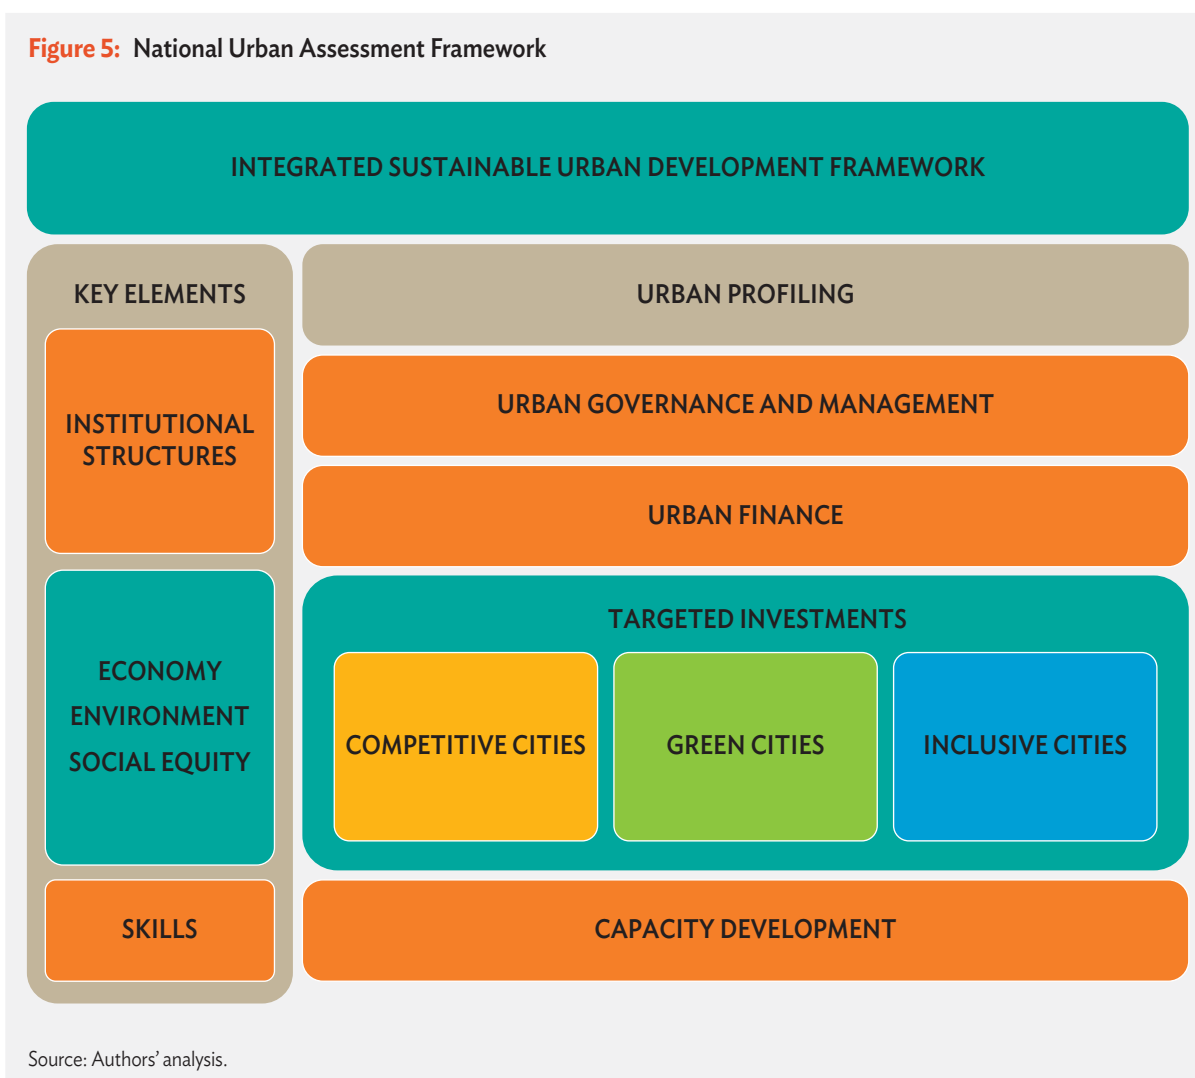 Figure 5: National Urban Assessment Framework
INTEGRATED SUSTAINABLE URBAN DEVELOPMENT FRAMEWORK
KEY ELEMENTS
INSTITUTIONAL
STRUCTURES
ECONOMY
ENVIRONMENT
SOCIAL EQUITY
SKILLS
URBAN PROFILING
URBAN GOVERNANCE AND MANAGEMENT
URBAN FINANCE
TARGETED INVESTMENTS
COMPETITIVE CITIES
GREEN CITIES
INCLUSIVE CITIES
CAPACITY DEVELOPMENT
Source: Authors’ analysis.